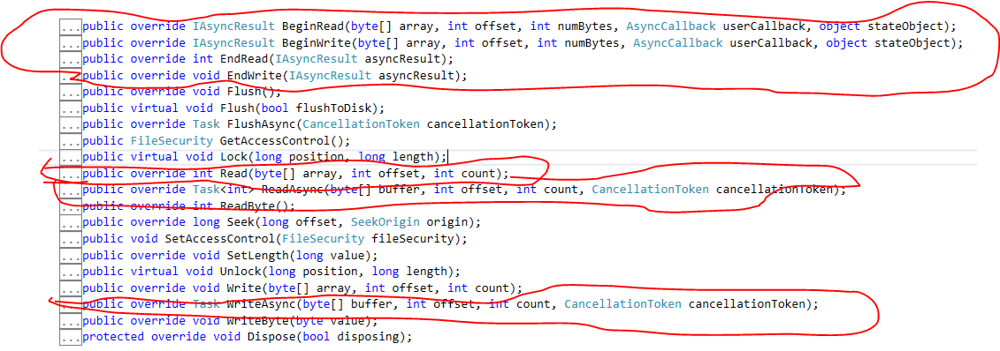 ...public override IAsyncResult BeginRead(byte[] array, int offset, int numBytes, AsyncCallback userCallback, object stateObject);
...public override IAsyncResult BeginWrite(byte[] array, int offset, int numBytes, AsyncCallback userCallback, object stateObject);
...public override int EndRead(IAsyncResult asyncResult);
...public override void EndWrite(IAsyncResult asyncResult);
...public override void Flush();
...public virtual void Flush(bool flushToDisk);
...public override Task FlushAsync(CancellationToken cancellationToken);
...public FileSecurity GetAccessControl();
...public virtual void Lock(long position, long length);
...public override int Read(byte[] array, int offset, int count);
...public override Task<int> ReadAsync(byte[] buffer, int offset, int count, CancellationToken cancellationToken);
...public override int ReadByte();
...public override long Seek(long offset, SeekOrigin origin);
...public void SetAccessControl(FileSecurity fileSecurity);
...public override void SetLength(long value);
...public virtual void Unlock(long position, long length);
...public override void Write(byte[] array, int offset, int count);
...public override Task WriteAsync(byte[] buffer, int offset, int count, CancellationToken cancellationToken);
...public override void WriteByte(byte value);
...protected override void Dispose(bool disposing);